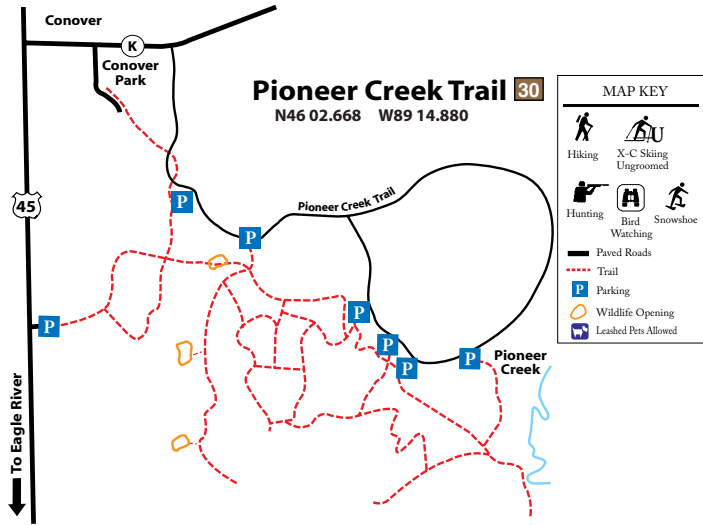 Conover
K
Conover
Park
Pioneer Creek Trail 30
N46 02.668 W89 14.880
45
P
P
Pioneer Creek Trail
P
P
P
P
P
Pioneer
Creek
To Eagle River
MAP KEY
Hiking
X-C Skiing
Ungroomed
U
Hunting
Bird
Watching
Snowshoe
Paved Roads
Trail
P Parking
Wildlife Opening
Leashed Pets Allowed